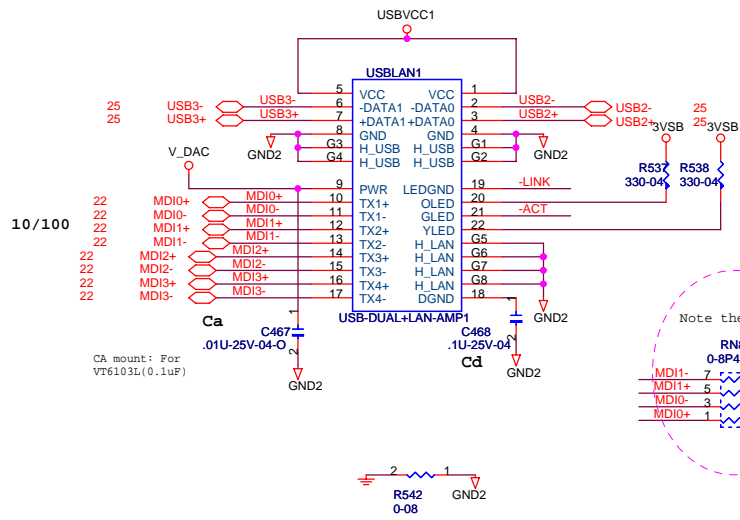 USBVCC1
USBLAN1
5 VCC VCC 1
25 USB3- USB3- 6 -DATA1 -DATA0 2 USB2- USB2- 25
25 USB3+ USB3+ 7 +DATA1 +DATA0 3 USB2+ USB2+ 25
8 GND GND 4
G3 H_USB H_USB G1
G4 H_USB H_USB G2
GND2 GND2
3VSB 3VSB
R537 R538
330-04 330-04
V_DAC
9 PWR LEDGND 19 -LINK
22 MDI0+ MDI0+ 10 TX1+ OLED 20
22 MDI0- MDI0- 11 TX1- GLED 21 -ACT
10/100
22 MDI1+ MDI1+ 12 TX2+ YLED 22
22 MDI1- MDI1- 13 TX2- H_LAN G5
22 MDI2+ MDI2+ 14 TX3+ H_LAN G6
22 MDI2- MDI2- 15 TX3- H_LAN G7
22 MDI3+ MDI3+ 16 TX4+ H_LAN G8
22 MDI3- MDI3- 17 TX4- DGND 18
USB-DUAL+LAN-AMP1
GND2
Ca
1
C467
.01U-25V-04-O
2
GND2
1
C468
.1U-25V-04
2
Cd
GND2
CA mount: For
VT6103L(0.1uF)
Note the
RN8
0-8P4
MDI1- 7
MDI1+ 5
MDI0- 3
MDI0+ 1
2 1
R542
0-08
GND2